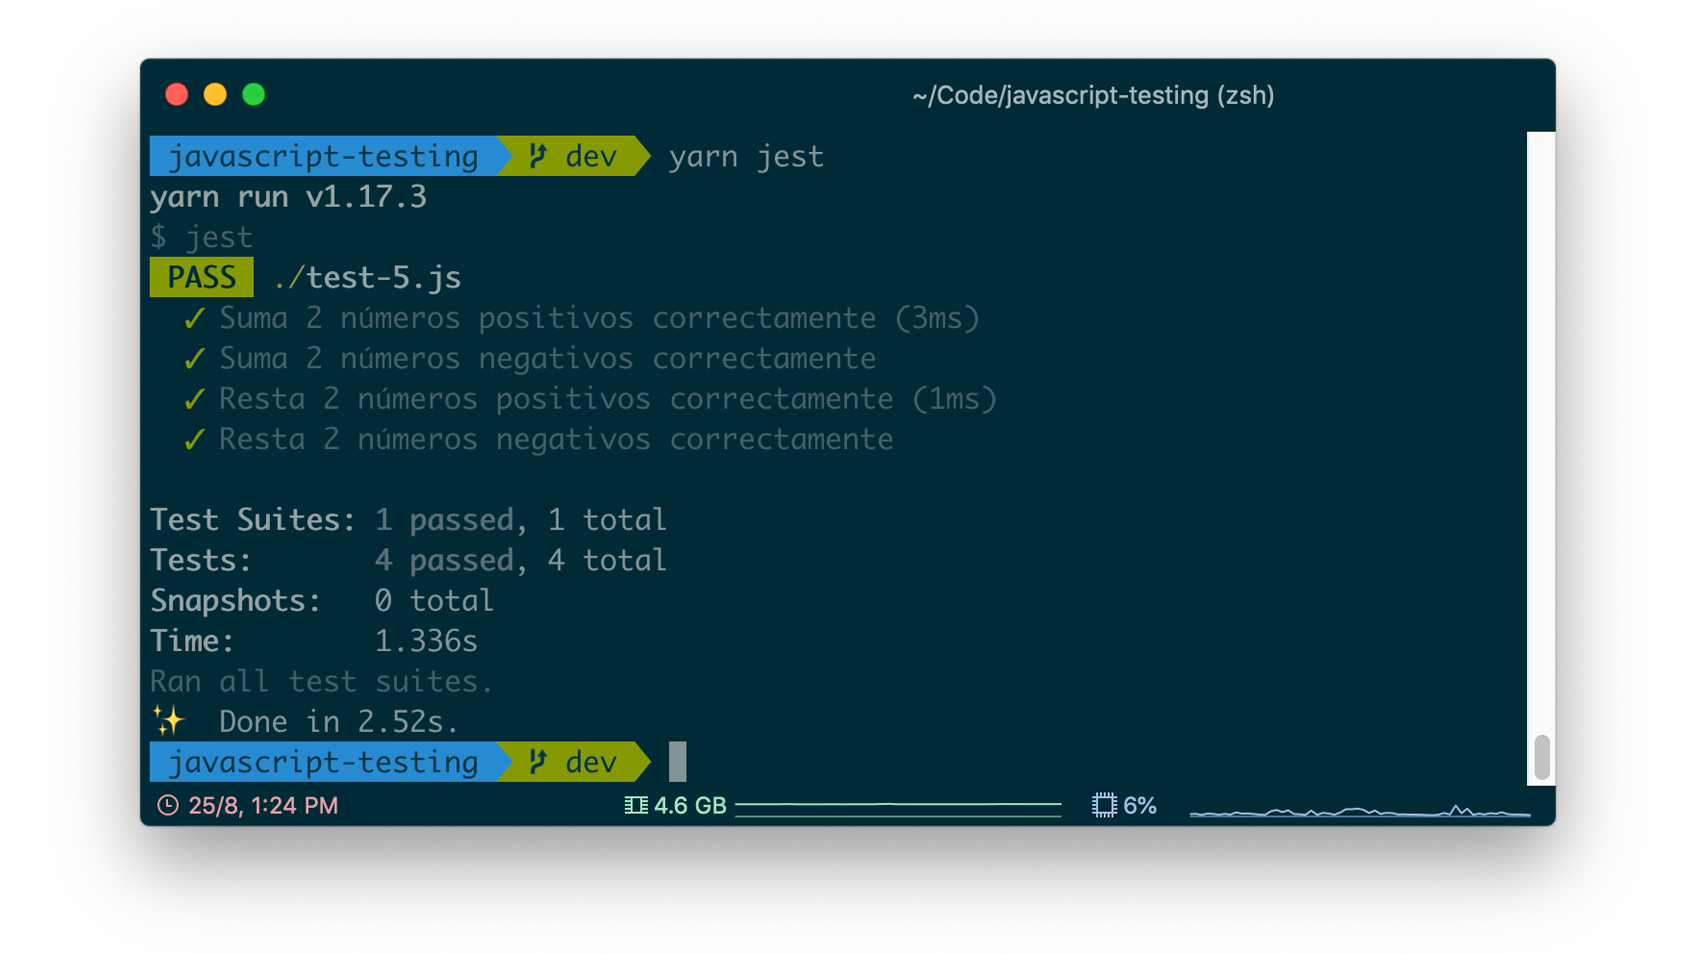 ~/Code/javascript-testing (zsh)
javascript-testing dev yarn jest
yarn run v1.17.3
$ jest
PASS ./test-5.js
✓ Suma 2 números positivos correctamente (3ms)
✓ Suma 2 números negativos correctamente
✓ Resta 2 números positivos correctamente (1ms)
✓ Resta 2 números negativos correctamente
Test Suites: 1 passed, 1 total
Tests: 4 passed, 4 total
Snapshots: 0 total
Time: 1.336s
Ran all test suites.
✨ Done in 2.52s.
javascript-testing dev
25/8, 1:24 PM 4.6 GB 6%